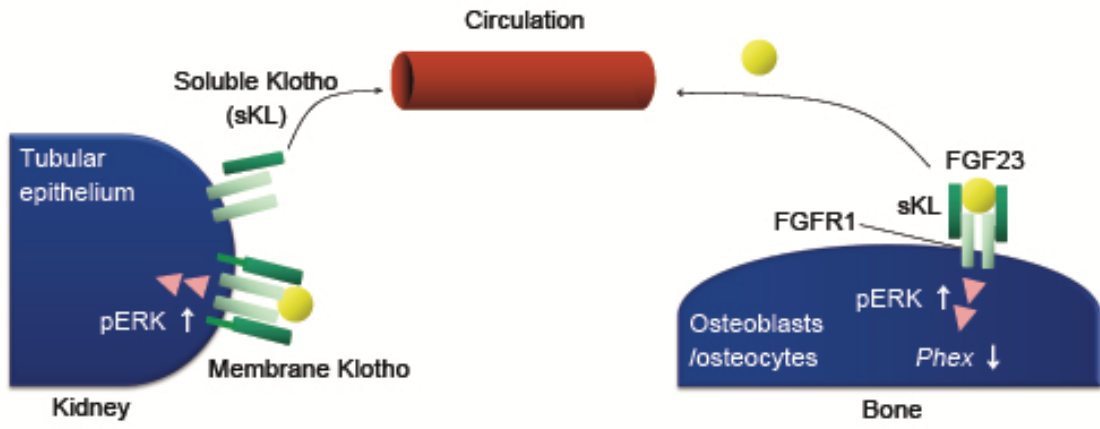 Circulation
Soluble Klotho
(sKL)
Tubular
epithelium
FGF23
sKL
FGFR1
pERK ↑
Membrane Klotho
Kidney
pERK ↑
Osteoblasts
/osteocytes
Phex ↓
Bone